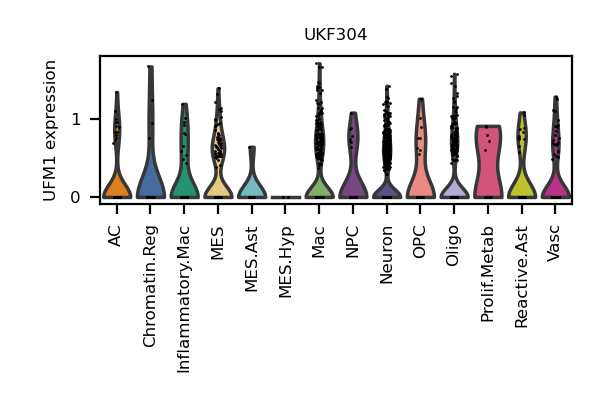 UKF304
UFM1 expression
1
0
AC
Chromatin.Reg
Inflammatory.Mac
MES
MES.Ast
MES.Hyp
Mac
NPC
Neuron
OPC
Oligo
Prolif.Metab
Reactive.Ast
Vasc